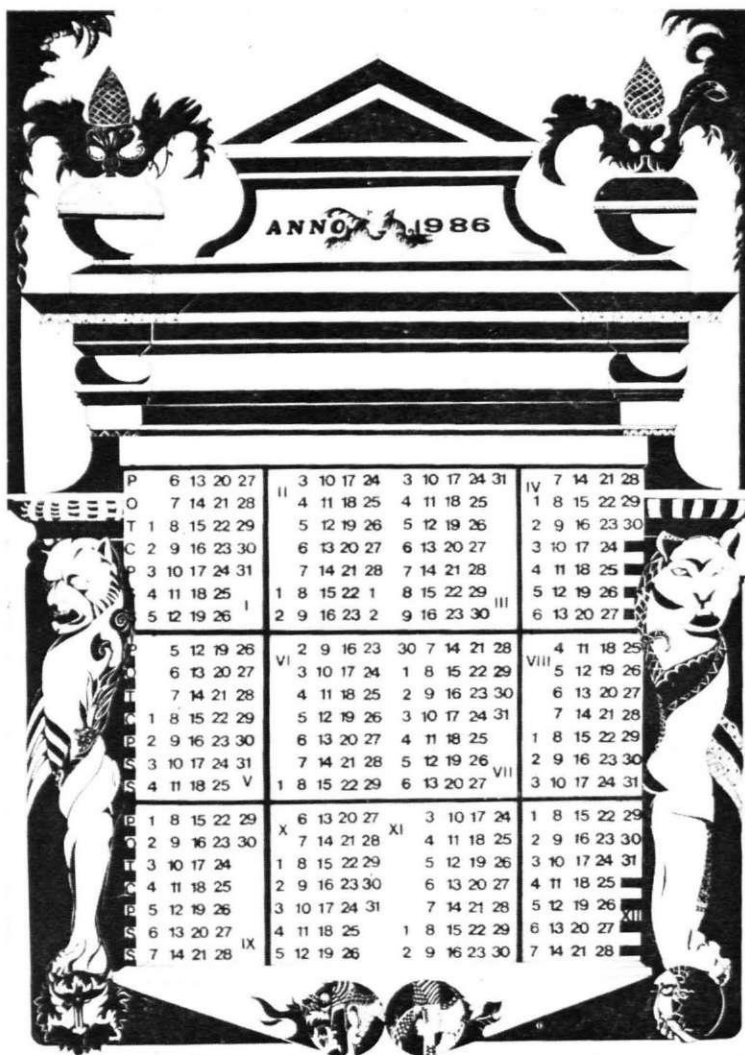 ANNO 1986
P 6 13 20 27 II 3 10 17 24 3 10 17 24 31 IV 7 14 21 28
O 7 14 21 28 4 11 18 25 4 11 18 25 1 8 15 22 29
T 1 8 15 22 29 5 12 19 26 5 12 19 26 2 9 16 23 30
C 2 9 16 23 30 6 13 20 27 6 13 20 27 3 10 17 24
P 3 10 17 24 31 7 14 21 28 7 14 21 28 4 11 18 25
S 4 11 18 25 I 1 8 15 22 1 8 15 22 29 III 5 12 19 26
5 12 19 26 2 9 16 23 2 9 16 23 30 6 13 20 27
P 5 12 19 26 VI 2 9 16 23 30 7 14 21 28 VIII 4 11 18 25
O 6 13 20 27 3 10 17 24 1 8 15 22 29 5 12 19 26
T 7 14 21 28 4 11 18 25 2 9 16 23 30 6 13 20 27
C 1 8 15 22 29 5 12 19 26 3 10 17 24 31 7 14 21 28
P 2 9 16 23 30 6 13 20 27 4 11 18 25 1 8 15 22 29
S 3 10 17 24 31 7 14 21 28 5 12 19 26 VII 2 9 16 23 30
S 4 11 18 25 V 1 8 15 22 29 6 13 20 27 3 10 17 24 31
P 1 8 15 22 29 X 6 13 20 27 XI 3 10 17 24 1 8 15 22 29
O 2 9 16 23 30 7 14 21 28 4 11 18 25 2 9 16 23 30
T 3 10 17 24 1 8 15 22 29 5 12 19 26 3 10 17 24 31
C 4 11 18 25 2 9 16 23 30 6 13 20 27 4 11 18 25
P 5 12 19 26 3 10 17 24 31 7 14 21 28 5 12 19 26 XII
S 6 13 20 27 IX 4 11 18 25 1 8 15 22 29 6 13 20 27
S 7 14 21 28 5 12 19 26 2 9 16 23 30 7 14 21 28